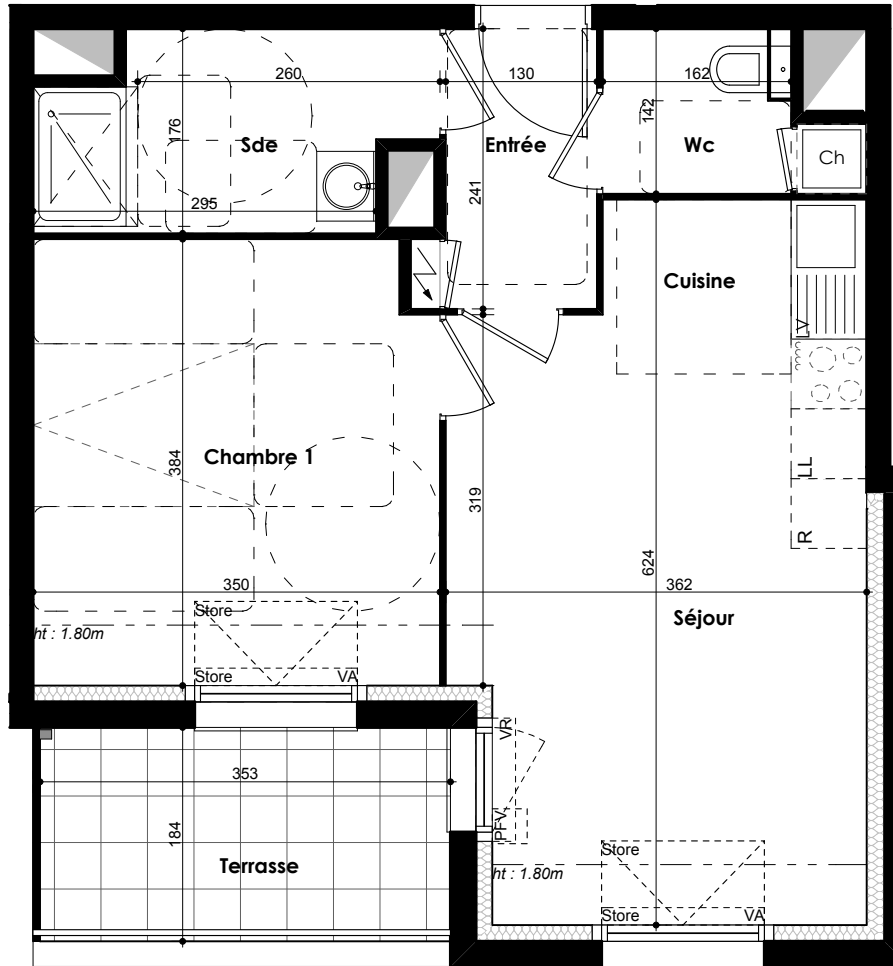 260
130
162
142
176
Sde
Entrée
Wc
Ch
295
241
Cuisine
LV
Chambre 1
384
319
LL
R
624
350
362
Store
Séjour
ht : 1.80m
Store
VA
VR
353
184
PFV
Store
Terrasse
ht : 1.80m
Store
VA